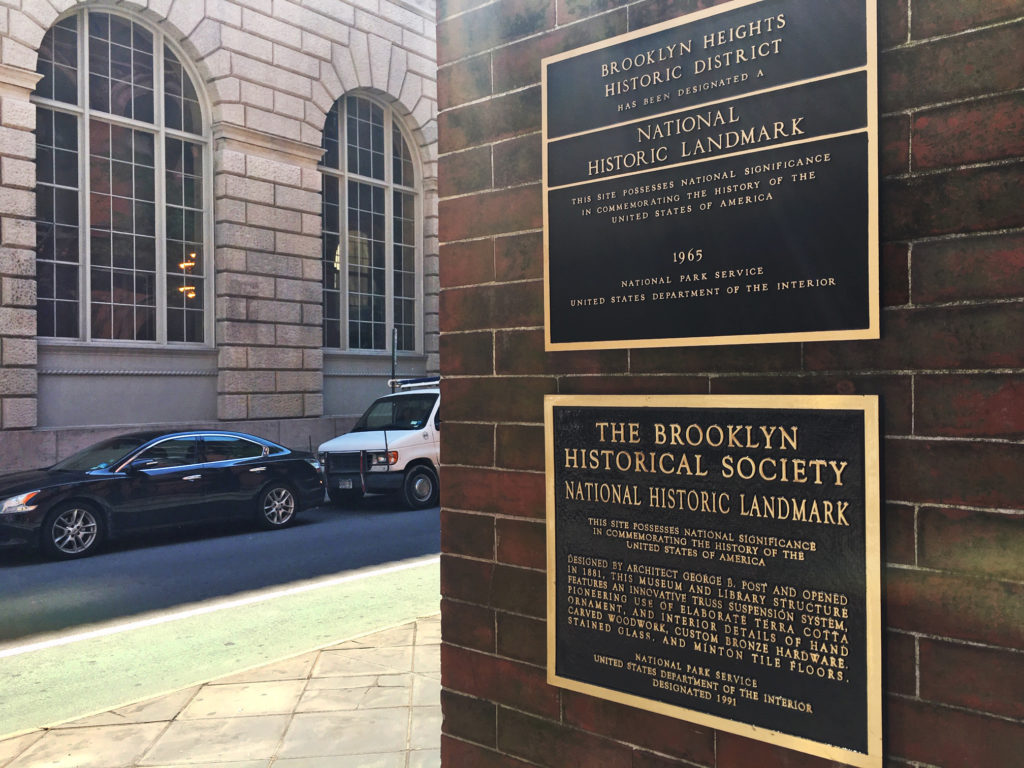 BROOKLYN HEIGHTS
HISTORIC DISTRICT
HAS BEEN DESIGNATED A
NATIONAL
HISTORIC LANDMARK
THIS SITE POSSESSES NATIONAL SIGNIFICANCE
IN COMMEMORATING THE HISTORY OF THE
UNITED STATES OF AMERICA
1965
NATIONAL PARK SERVICE
UNITED STATES DEPARTMENT OF THE INTERIOR
THE BROOKLYN
HISTORICAL SOCIETY
NATIONAL HISTORIC LANDMARK
THIS SITE POSSESSES NATIONAL SIGNIFICANCE
IN COMMEMORATING THE HISTORY OF THE
UNITED STATES OF AMERICA
DESIGNED BY ARCHITECT GEORGE B. POST AND OPENED
IN 1881, THIS MUSEUM AND LIBRARY STRUCTURE
FEATURES AN INNOVATIVE TRUSS SUSPENSION SYSTEM,
PIONEERING USE OF ELABORATE TERRA COTTA
ORNAMENT, AND INTERIOR DETAILS OF HAND
CARVED WOODWORK, CUSTOM BRONZE HARDWARE,
STAINED GLASS, AND MINTON TILE FLOORS.
NATIONAL PARK SERVICE
UNITED STATES DEPARTMENT OF THE INTERIOR
DESIGNATED 1991